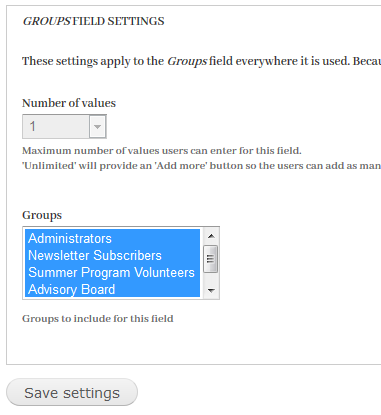 GROUPS FIELD SETTINGS
These settings apply to the Groups field everywhere it is used. Becau
Number of values
1
Maximum number of values users can enter for this field.
'Unlimited' will provide an 'Add more' button so the users can add as man
Groups
Administrators
Newsletter Subscribers
Summer Program Volunteers
Advisory Board
Groups to include for this field
Save settings